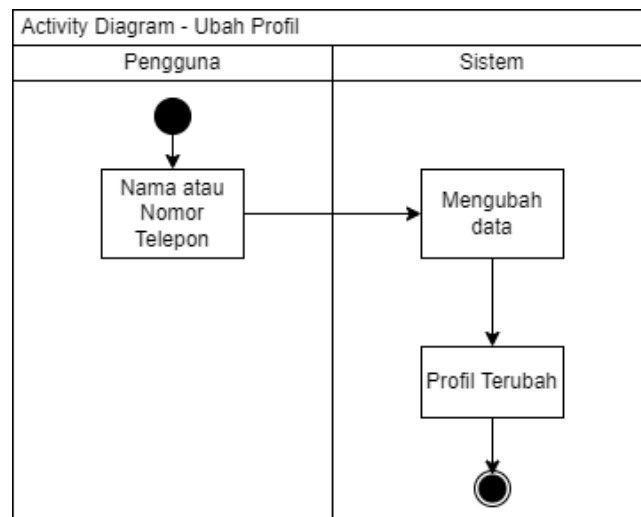 Activity Diagram - Ubah Profil
Pengguna
Sistem
Nama atau
Nomor
Telepon
Mengubah
data
Profil Terubah